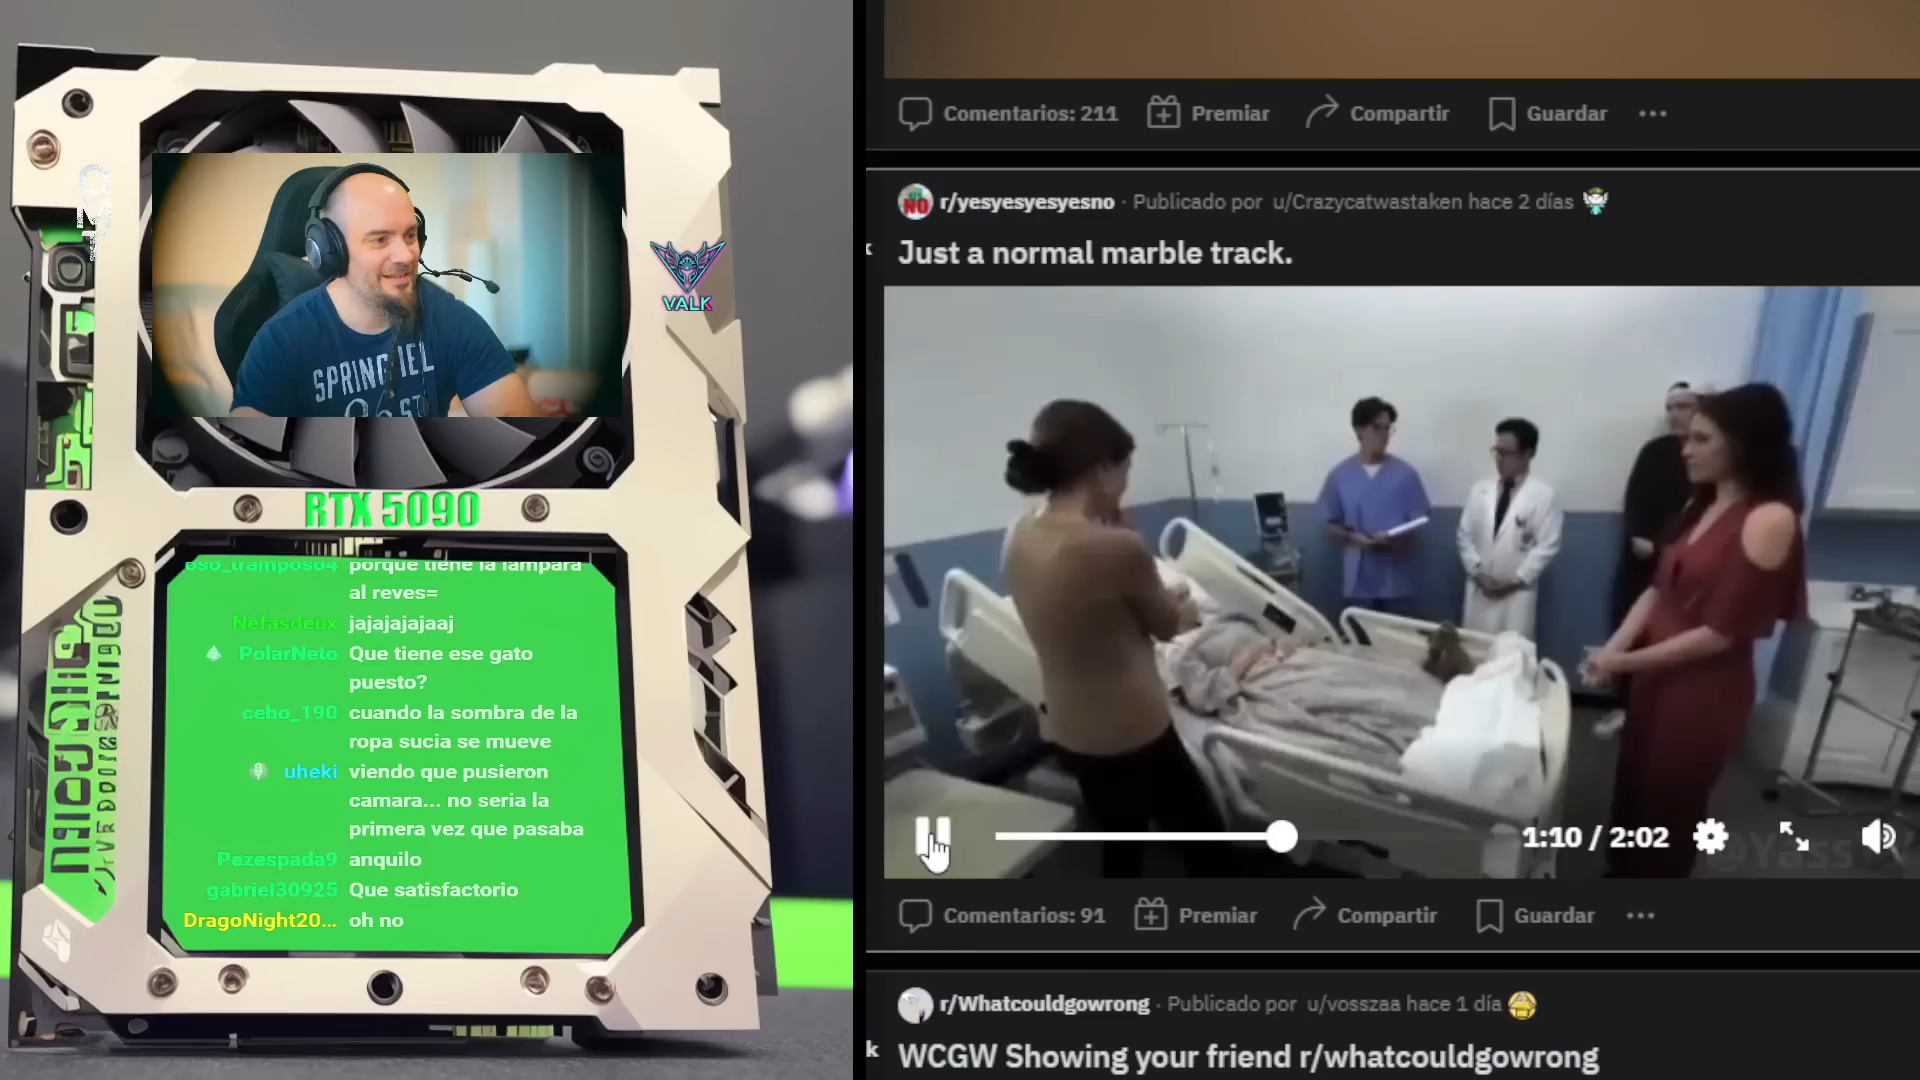 VALK
SPRINGFIEL
RTX 5090
oso_tramposo4 porque tiene la lampara
al reves=
Nefasdeux jajajajajaaj
PolarNeto Que tiene ese gato
puesto?
cebo_190 cuando la sombra de la
ropa sucia se mueve
uheki viendo que pusieron
camara... no seria la
primera vez que pasaba
Pezespada9 anquilo
gabriel30925 Que satisfactorio
DragoNight20... oh no
Comentarios: 211 Premiar Compartir Guardar ...
NO r/yesyesyesyesno · Publicado por u/Crazycatwastaken hace 2 días
Just a normal marble track.
1:10 / 2:02
Comentarios: 91 Premiar Compartir Guardar ...
r/Whatcouldgowrong · Publicado por u/vosszaa hace 1 día
k WCGW Showing your friend r/whatcouldgowrong